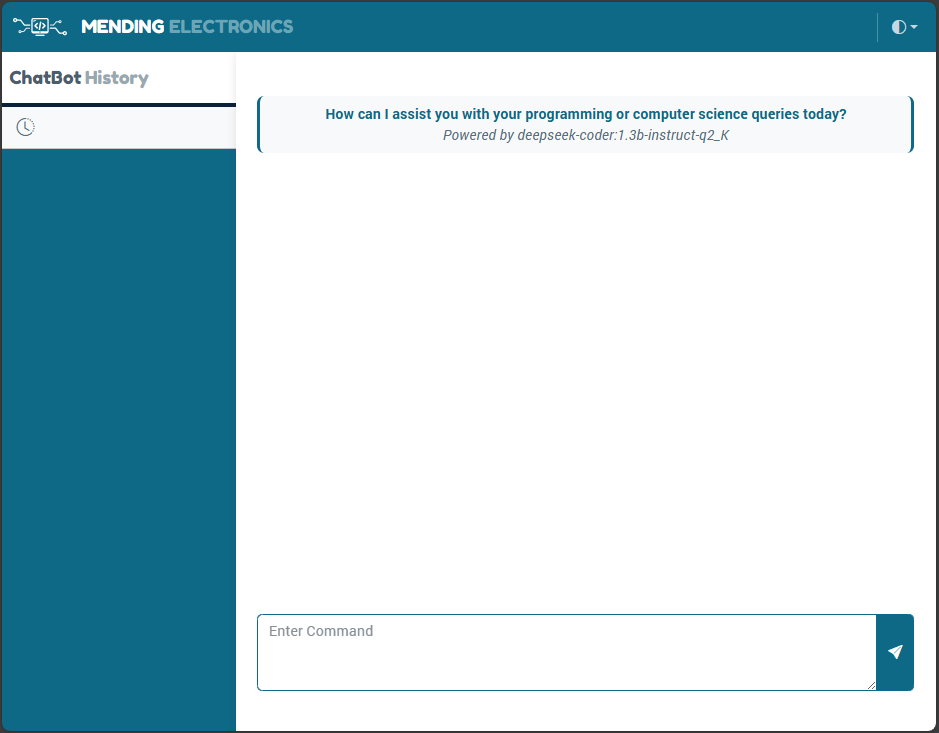 MENDING ELECTRONICS
ChatBot History
How can I assist you with your programming or computer science queries today?
Powered by deepseek-coder:1.3b-instruct-q2_K
Enter Command